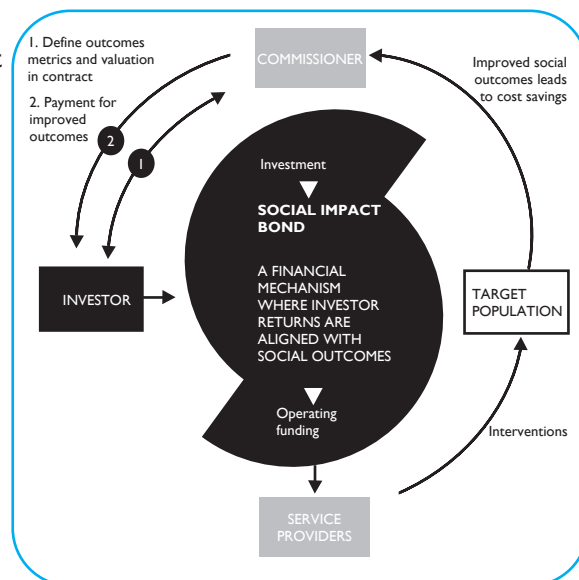 1. Define outcomes
metrics and valuation
in contract
2. Payment for
improved
outcomes
COMMISSIONER
Improved social
outcomes leads
to cost savings
2
1
Investment
SOCIAL IMPACT
BOND
A FINANCIAL
MECHANISM
WHERE INVESTOR
RETURNS ARE
ALIGNED WITH
SOCIAL OUTCOMES
INVESTOR
TARGET
POPULATION
Operating
funding
Interventions
SERVICE
PROVIDERS